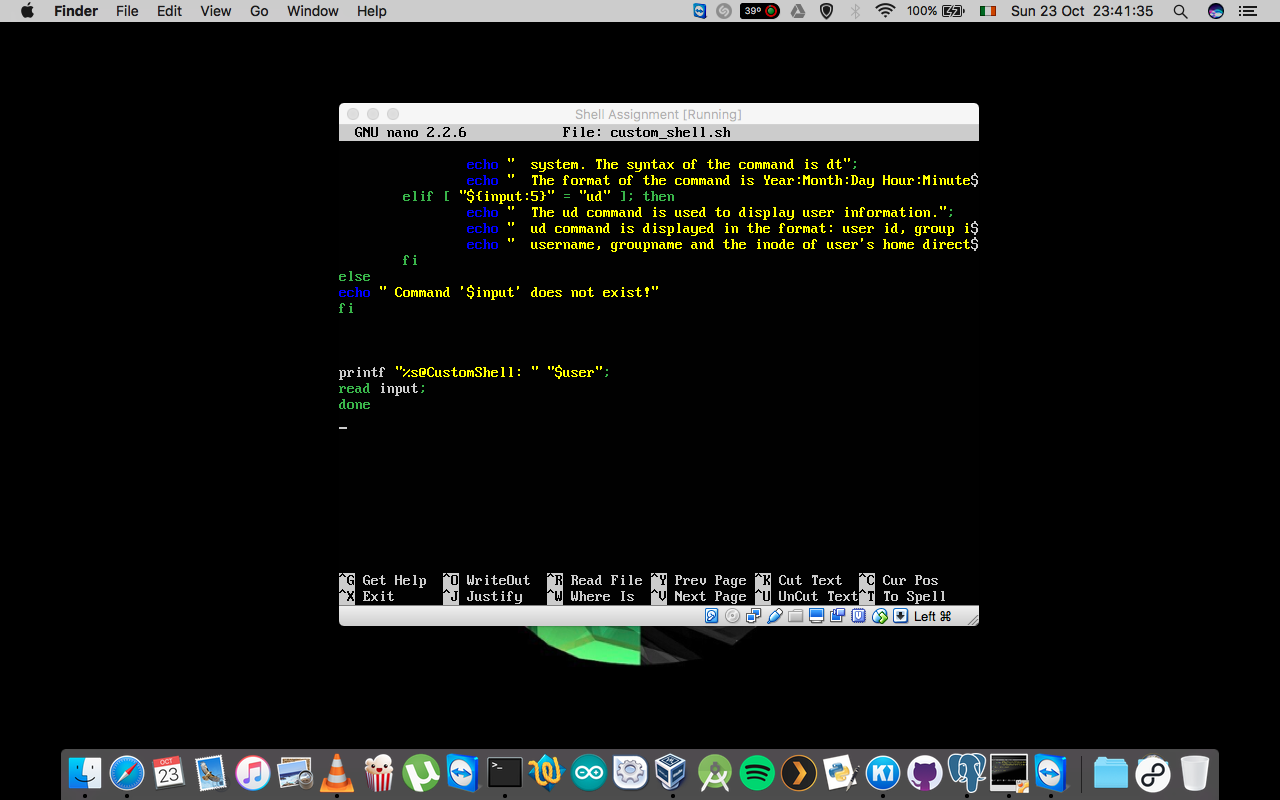 Finder File Edit View Go Window Help 39º 100% Sun 23 Oct 23:41:35
Shell Assignment [Running]
GNU nano 2.2.6 File: custom_shell.sh
echo "  system. The syntax of the command is dt";
echo "  The format of the command is Year:Month:Day Hour:Minute$
elif [ "${input:5}" = "ud" ]; then
echo "  The ud command is used to display user information.";
echo "  ud command is displayed in the format: user id, group i$
echo "  username, groupname and the inode of user's home direct$
fi
else
echo " Command '$input' does not exist!"
fi
printf "%s@CustomShell: " "$user";
read input;
done
^G Get Help ^O WriteOut ^R Read File ^Y Prev Page ^K Cut Text ^C Cur Pos
^X Exit ^J Justify ^W Where Is ^V Next Page ^U UnCut Text ^T To Spell
Left ⌘
OCT
23
>_
K1